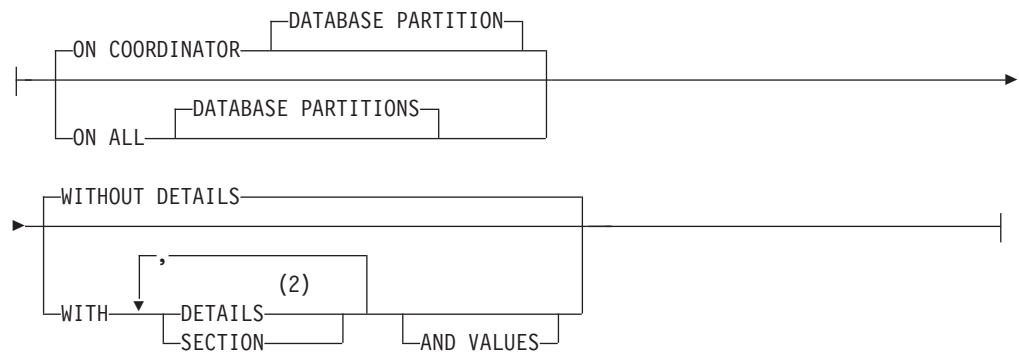 DATABASE PARTITION
ON COORDINATOR
DATABASE PARTITIONS
ON ALL
WITHOUT DETAILS
,
(2)
WITH DETAILS
SECTION AND VALUES